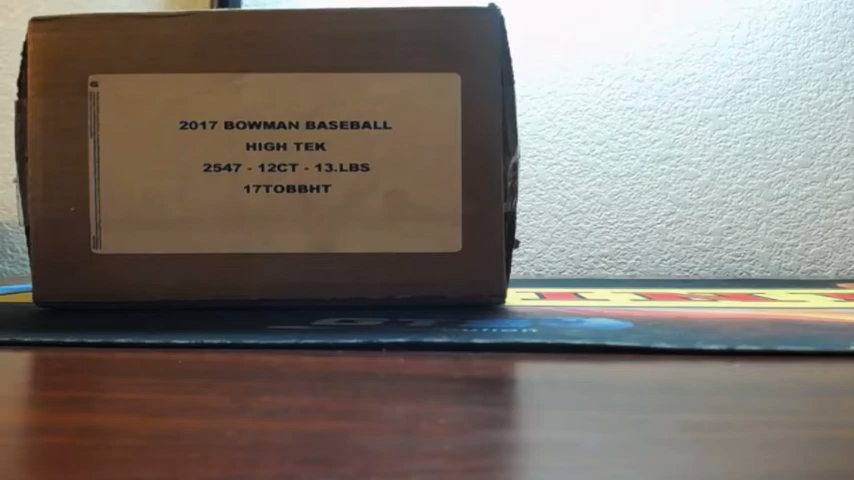 2017 BOWMAN BASEBALL
HIGH TEK
2547 - 12CT - 13.LBS
17TOBBHT